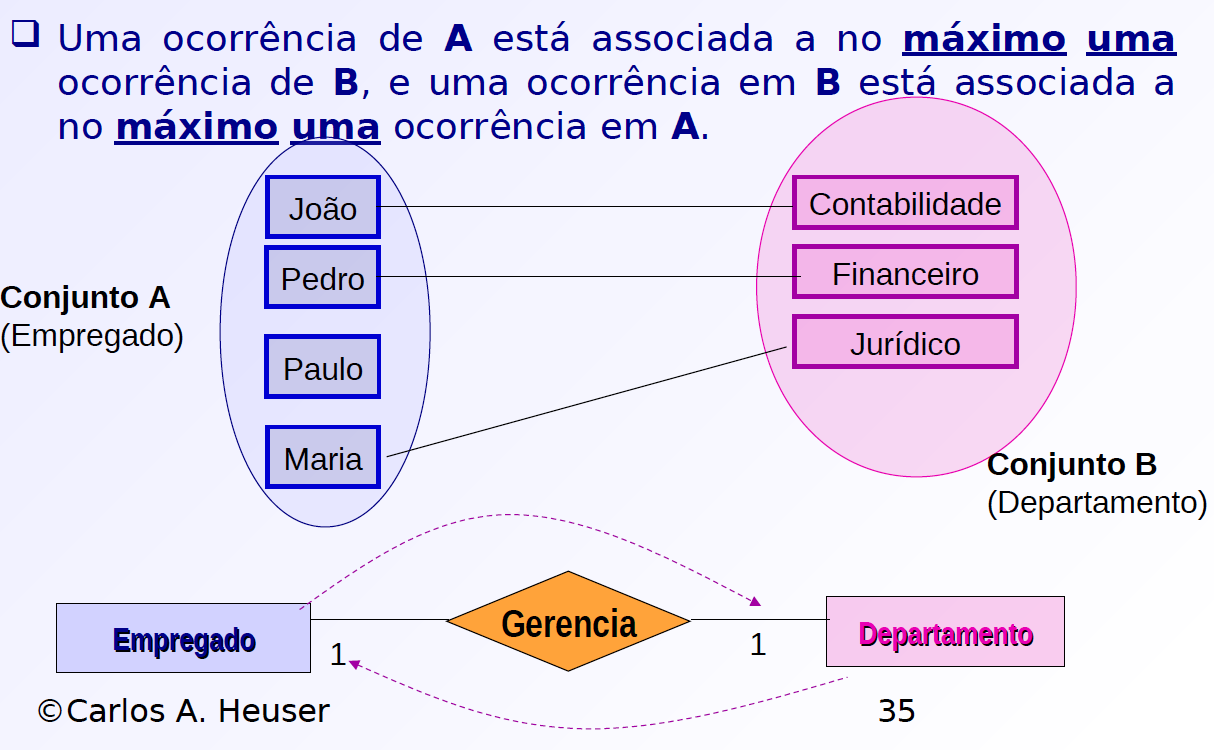 ❑ Uma ocorrência de A está associada a no máximo uma
ocorrência de B, e uma ocorrência em B está associada a
no máximo uma ocorrência em A.
João
Contabilidade
Pedro
Financeiro
Conjunto A
(Empregado)
Jurídico
Paulo
Maria
Conjunto B
(Departamento)
Empregado
1
Gerencia
1
Departamento
©Carlos A. Heuser
35